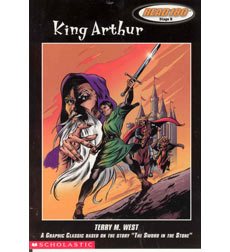 READ 180
Stage B
King Arthur
TERRY M. WEST
A GRAPHIC CLASSIC BASED ON THE STORY "THE SWORD IN THE STONE"
SCHOLASTIC